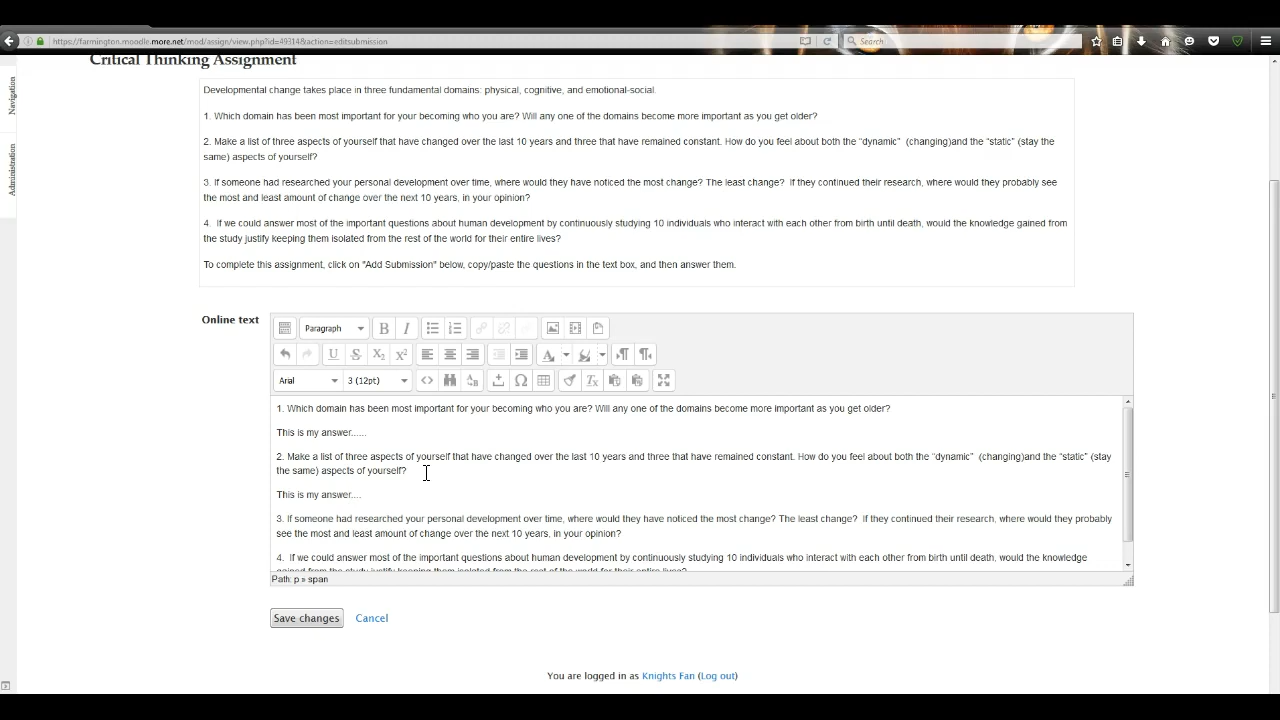 https://farmington.moodle.more.net/mod/assign/view.php?id=49314&action=editsubmission
Search
Navigation
Administration
Critical Thinking Assignment
Developmental change takes place in three fundamental domains: physical, cognitive, and emotional-social.
1. Which domain has been most important for your becoming who you are? Will any one of the domains become more important as you get older?
2. Make a list of three aspects of yourself that have changed over the last 10 years and three that have remained constant. How do you feel about both the “dynamic”  (changing)and the “static” (stay the
same) aspects of yourself?
3. If someone had researched your personal development over time, where would they have noticed the most change? The least change?  If they continued their research, where would they probably see
the most and least amount of change over the next 10 years, in your opinion?
4.  If we could answer most of the important questions about human development by continuously studying 10 individuals who interact with each other from birth until death, would the knowledge gained from
the study justify keeping them isolated from the rest of the world for their entire lives?
To complete this assignment, click on "Add Submission" below, copy/paste the questions in the text box, and then answer them.
Online text
Paragraph
B I
U S X2 X2 A
Arial 3 (12pt)
1. Which domain has been most important for your becoming who you are? Will any one of the domains become more important as you get older?
This is my answer......
2. Make a list of three aspects of yourself that have changed over the last 10 years and three that have remained constant. How do you feel about both the “dynamic”  (changing)and the “static” (stay
the same) aspects of yourself?
This is my answer....
3. If someone had researched your personal development over time, where would they have noticed the most change? The least change?  If they continued their research, where would they probably
see the most and least amount of change over the next 10 years, in your opinion?
4.  If we could answer most of the important questions about human development by continuously studying 10 individuals who interact with each other from birth until death, would the knowledge
gained from the study justify keeping them isolated from the rest of the world for their entire lives?
Path: p » span
Save changes Cancel
You are logged in as Knights Fan (Log out)